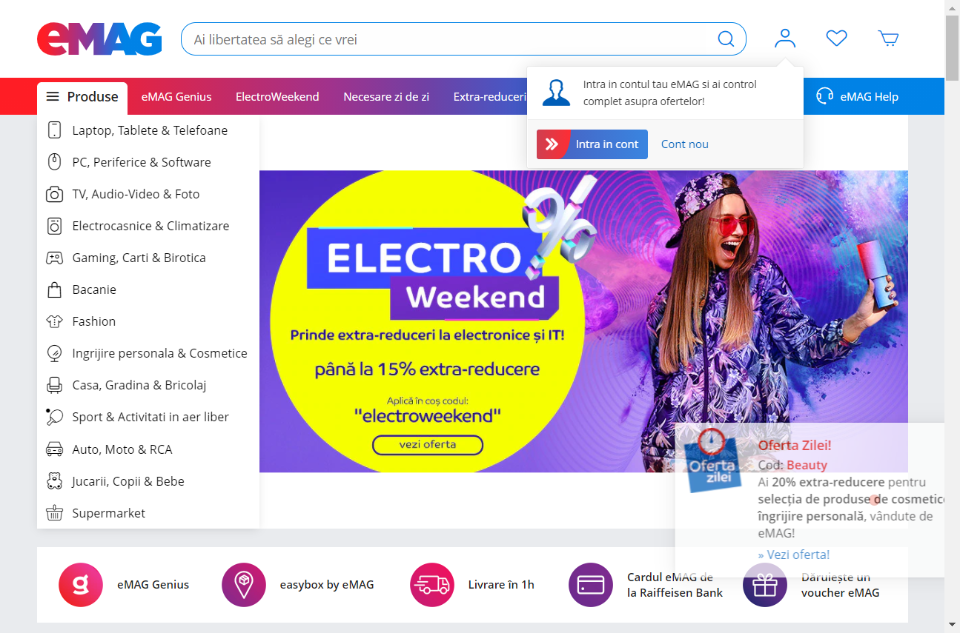 eMAG
Ai libertatea să alegi ce vrei
Produse
eMAG Genius
ElectroWeekend
Necesare zi de zi
Extra-reduceri
eMAG Help
Intra in contul tau eMAG si ai control
complet asupra ofertelor!
Intra in cont
Cont nou
Laptop, Tablete & Telefoane
PC, Periferice & Software
TV, Audio-Video & Foto
Electrocasnice & Climatizare
Gaming, Carti & Birotica
Bacanie
Fashion
Ingrijire personala & Cosmetice
Casa, Gradina & Bricolaj
Sport & Activitati in aer liber
Auto, Moto & RCA
Jucarii, Copii & Bebe
Supermarket
%
ELECTRO
Weekend
Prinde extra-reduceri la electronice și IT!
până la 15% extra-reducere
Aplică în coș codul:
"electroweekend"
vezi oferta
Oferta
zilei
Oferta Zilei!
Cod: Beauty
Ai 20% extra-reducere pentru
selecția de produse de cosmetice
îngrijire personală, vândute de
eMAG!
» Vezi oferta!
g
eMAG Genius
easybox by eMAG
Livrare în 1h
Cardul eMAG de
la Raiffeisen Bank
Dăruiește un
voucher eMAG